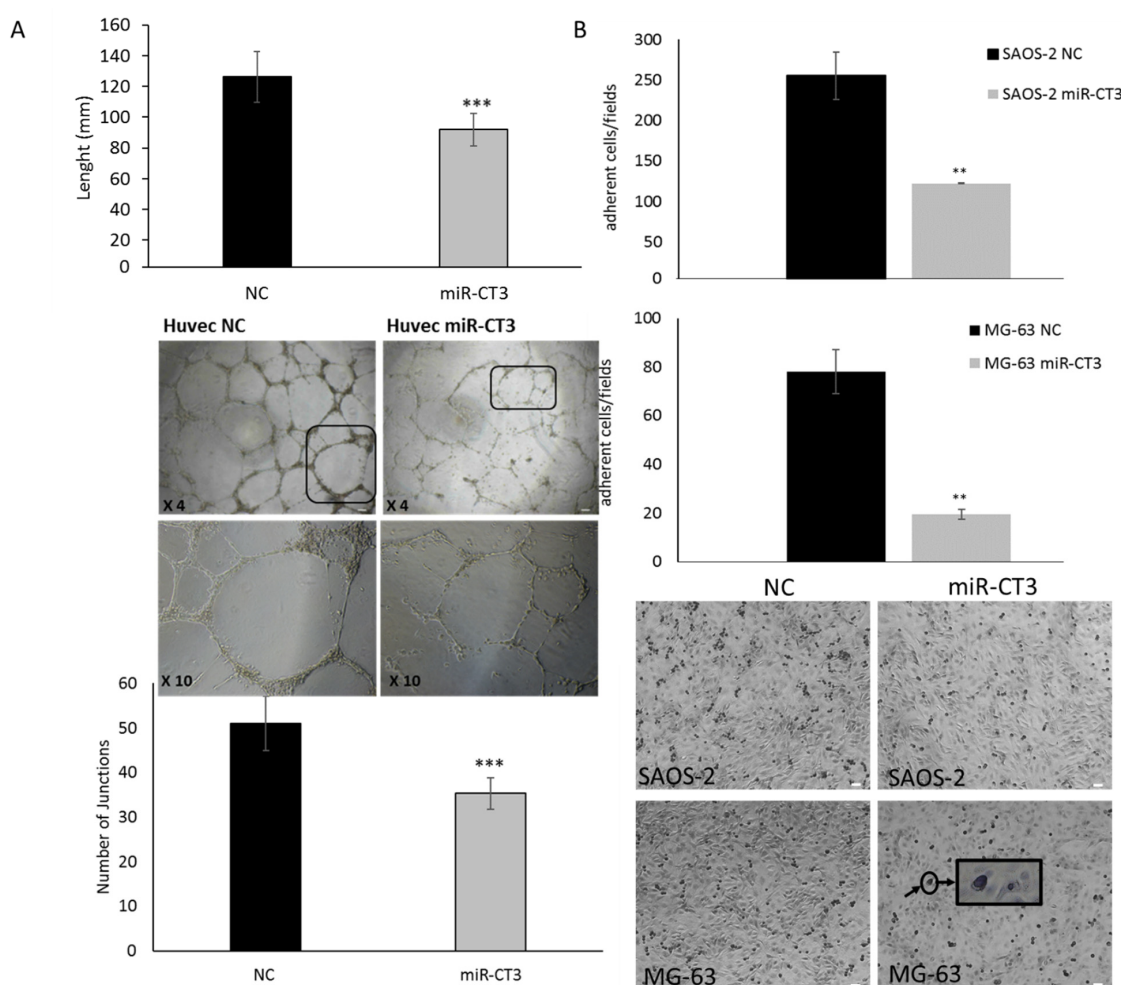 A
160
140
120
100
80
60
40
20
0
Lenght (mm)
***
NC
miR-CT3
Huvec NC
Huvec miR-CT3
X 4
X 4
X 10
X 10
60
50
40
30
20
10
0
Number of Junctions
***
NC
miR-CT3
B
300
250
200
150
100
50
0
adherent cells/fields
SAOS-2 NC
SAOS-2 miR-CT3
**
100
80
60
40
20
0
adherent cells/fields
MG-63 NC
MG-63 miR-CT3
**
NC
miR-CT3
SAOS-2
SAOS-2
MG-63
MG-63